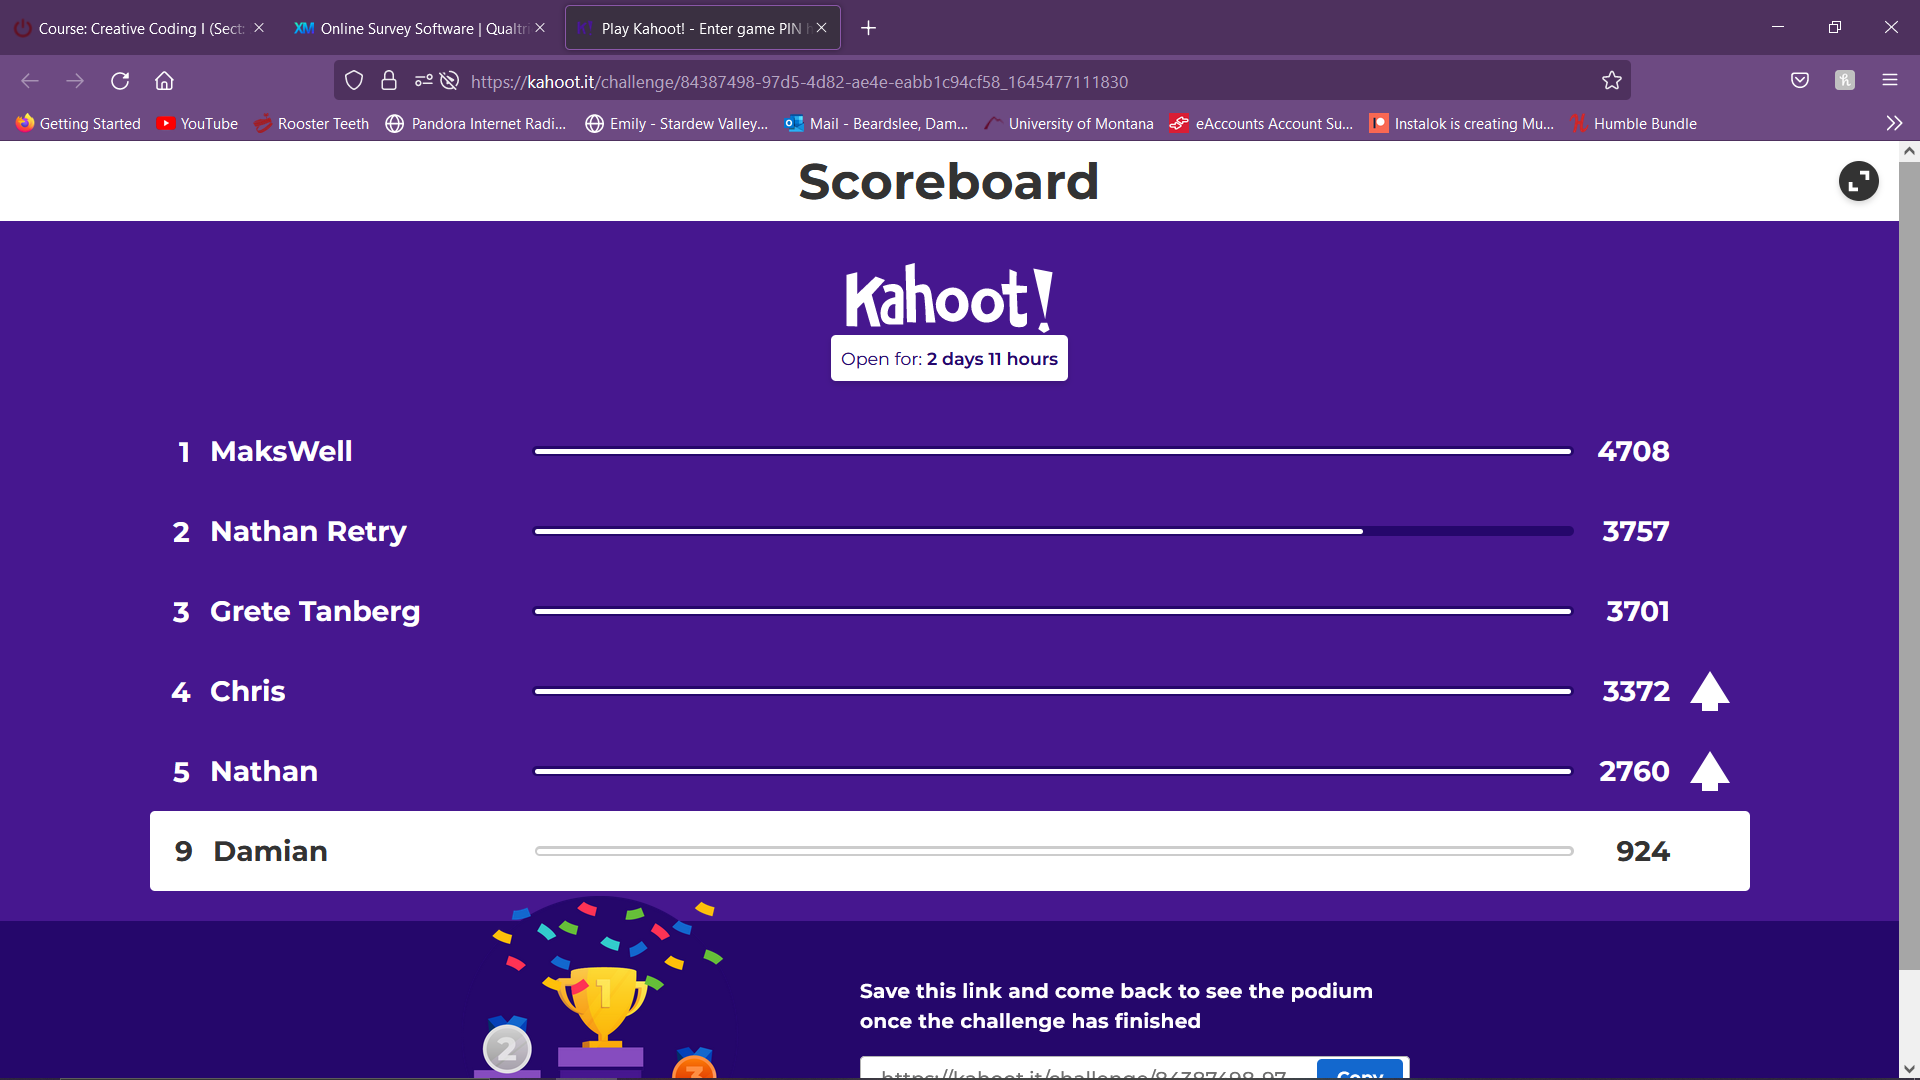 Course: Creative Coding I (Sect:
Online Survey Software | Qualtri
Play Kahoot! - Enter game PIN h
https://kahoot.it/challenge/84387498-97d5-4d82-ae4e-eabb1c94cf58_1645477111830
Getting Started
YouTube
Rooster Teeth
Pandora Internet Radi...
Emily - Stardew Valley...
Mail - Beardslee, Dam...
University of Montana
eAccounts Account Su...
Instalok is creating Mu...
Humble Bundle
Scoreboard
Kahoot!
Open for: 2 days 11 hours
1 MaksWell 4708
2 Nathan Retry 3757
3 Grete Tanberg 3701
4 Chris 3372
5 Nathan 2760
9 Damian 924
1
2
3
Save this link and come back to see the podium
once the challenge has finished
https://kahoot.it/challenge/84387498-97
Copy